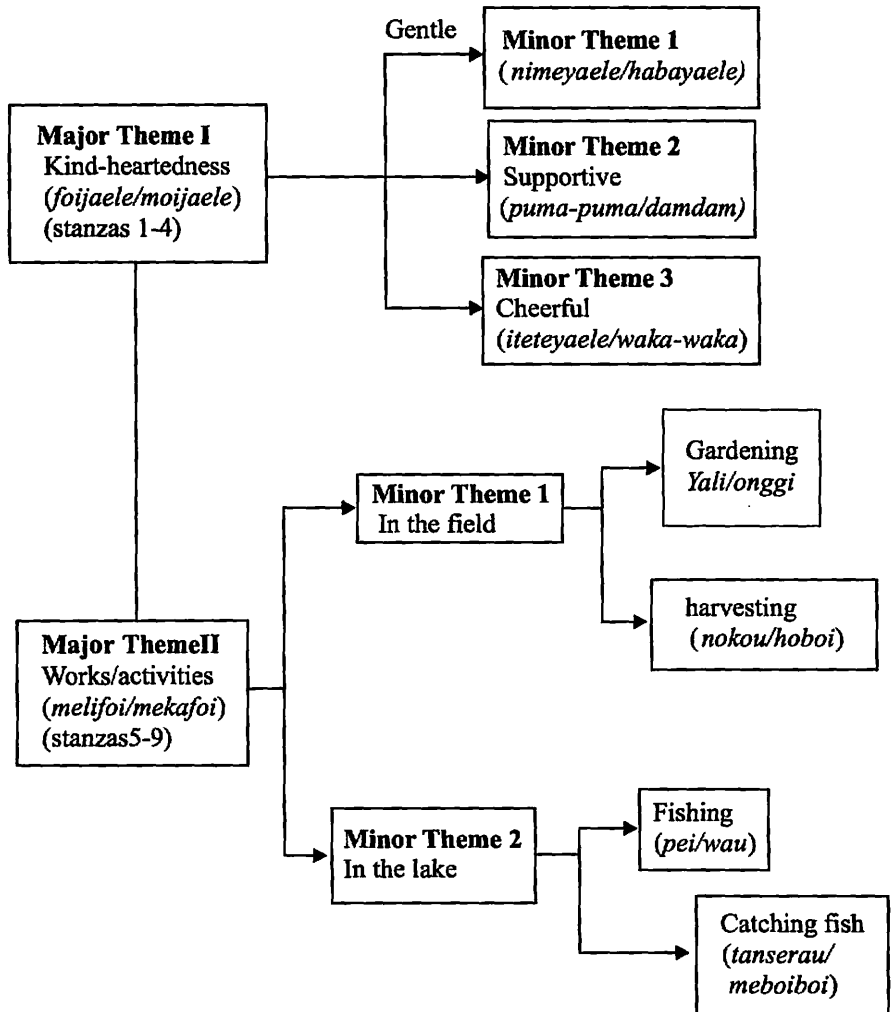 Gentle
Minor Theme 1
(nimeyaele/habayaele)
Major Theme I
Kind-heartedness
(foijaele/moijaele)
(stanzas 1-4)
Minor Theme 2
Supportive
(puma-puma/damdam)
Minor Theme 3
Cheerful
(iteteyaele/waka-waka)
Major ThemeII
Works/activities
(melifoi/mekafoi)
(stanzas5-9)
Minor Theme 1
In the field
Gardening
Yali/onggi
harvesting
(nokou/hoboi)
Minor Theme 2
In the lake
Fishing
(pei/wau)
Catching fish
(tanserau/
meboiboi)